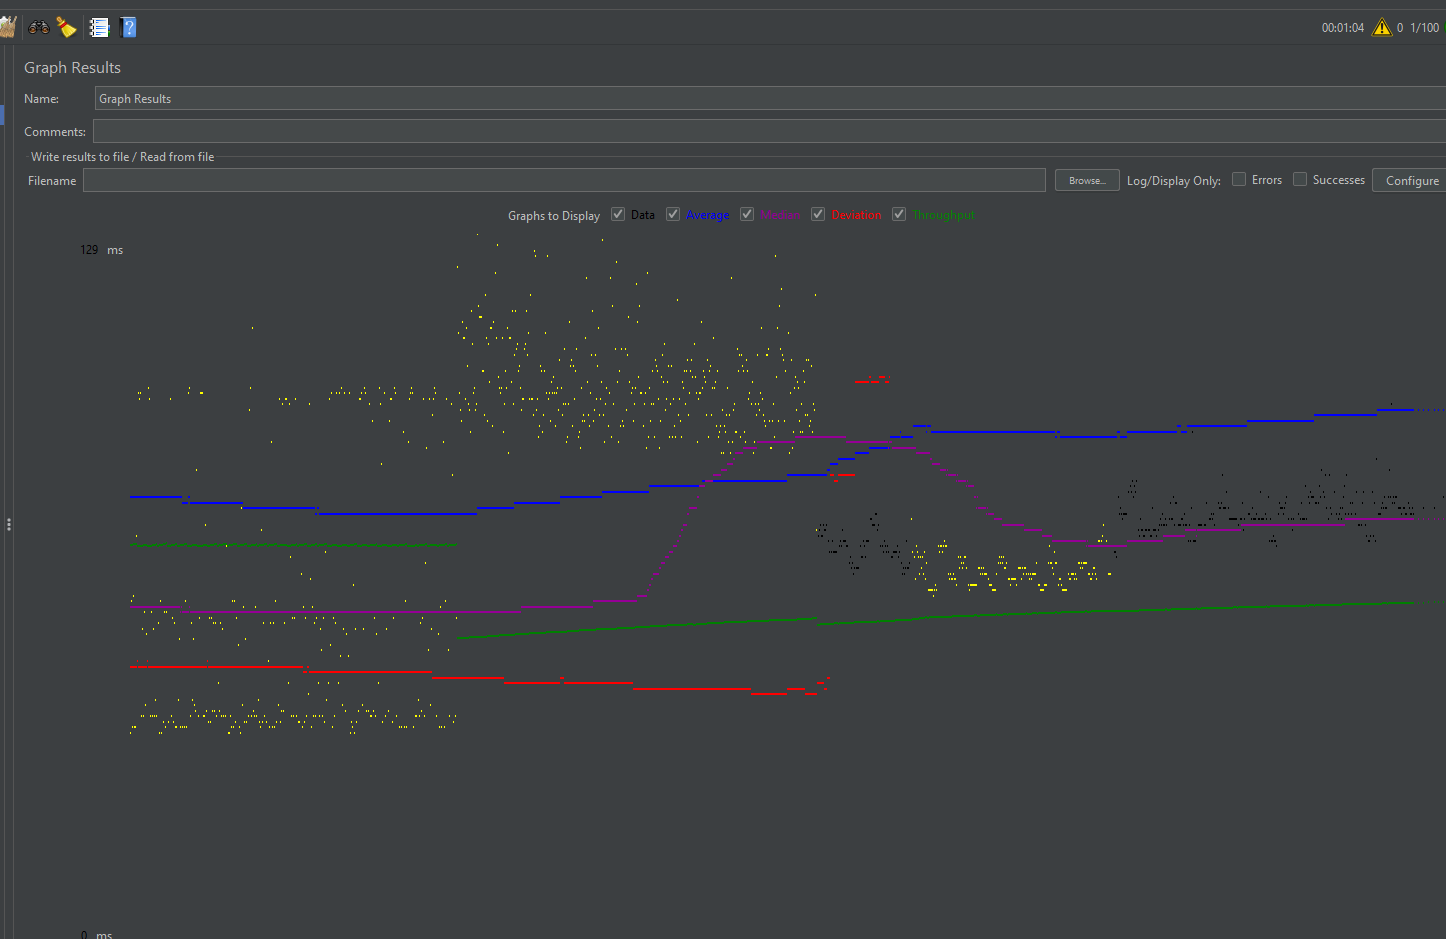 00:01:04 0 1/100
Graph Results
Name: Graph Results
Comments:
Write results to file / Read from file
Filename Browse... Log/Display Only: Errors Successes Configure
Graphs to Display Data Average Median Deviation Throughput
129 ms
0 ms